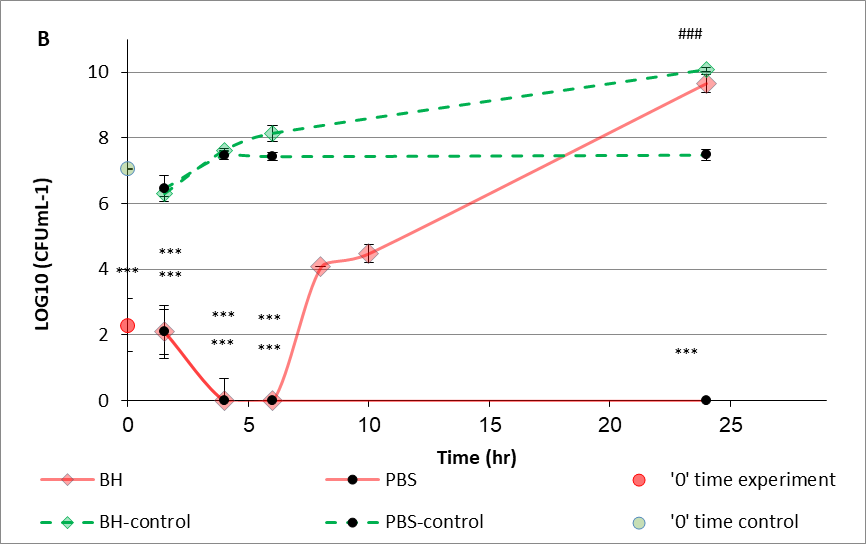 B
###
10
8
6
4
2
0
LOG10 (CFUmL-1)
***
***
***
***
***
***
***
***
0
5
10
15
20
25
Time (hr)
BH
PBS
'0' time experiment
BH-control
PBS-control
'0' time control